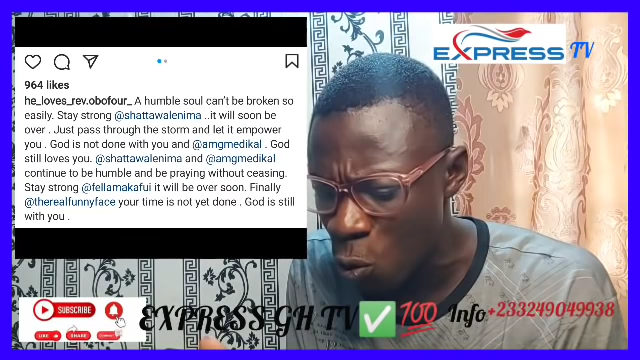 EXPRESS TV
964 likes
he_loves_rev.obofour_ A humble soul can't be broken so
easily. Stay strong @shattawalenima ..it will soon be
over . Just pass through the storm and let it empower
you . God is not done with you and @amgmedikal . God
still loves you. @shattawalenima and @amgmedikal
continue to be humble and be praying without ceasing.
Stay strong @fellamakafui it will be over soon. Finally
@therealfunnyface your time is not yet done . God is still
with you .
SUBSCRIBE
LIKE
SHARE
EXPRESS GH TV✅💯 Info,+233249049938